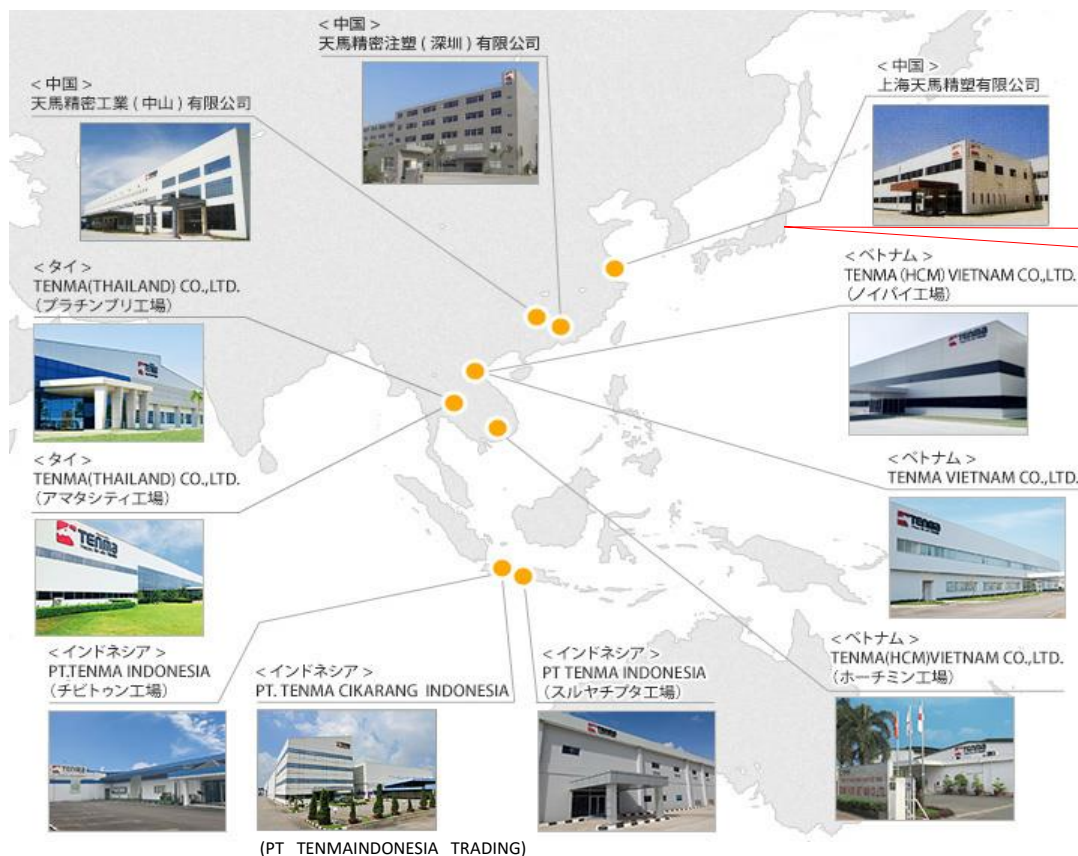 <中国>
天馬精密注塑(深圳)有限公司
<中国>
天馬精密工業(中山)有限公司
<中国>
上海天馬精塑有限公司
<タイ>
TENMA(THAILAND) CO.,LTD.
(プラチンブリ工場)
<ベトナム>
TENMA (HCM) VIETNAM CO.,LTD.
(ノイバイ工場)
TENMA
<タイ>
TENMA(THAILAND) CO.,LTD.
(アマタシティ工場)
TENMA
<ベトナム>
TENMA VIETNAM CO.,LTD.
TENMA
<インドネシア>
PT.TENMA INDONESIA
(チビトゥン工場)
TENMA
<インドネシア>
PT. TENMA CIKARANG INDONESIA
<インドネシア>
PT TENMA INDONESIA
(スルヤチプタ工場)
TENMA
<ベトナム>
TENMA(HCM)VIETNAM CO.,LTD.
(ホーチミン工場)
TENMA
(PT TENMAINDONESIA TRADING)